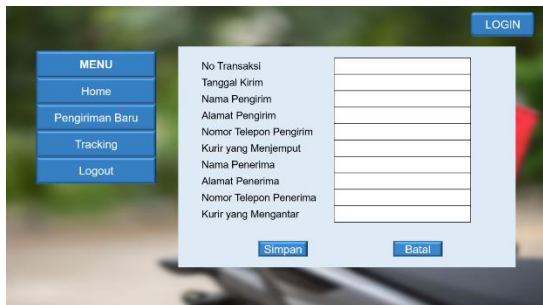 LOGIN
MENU
Home
Pengiriman Baru
Tracking
Logout
No Transaksi
Tanggal Kirim
Nama Pengirim
Alamat Pengirim
Nomor Telepon Pengirim
Kurir yang Menjemput
Nama Penerima
Alamat Penerima
Nomor Telepon Penerima
Kurir yang Mengantar
Simpan
Batal